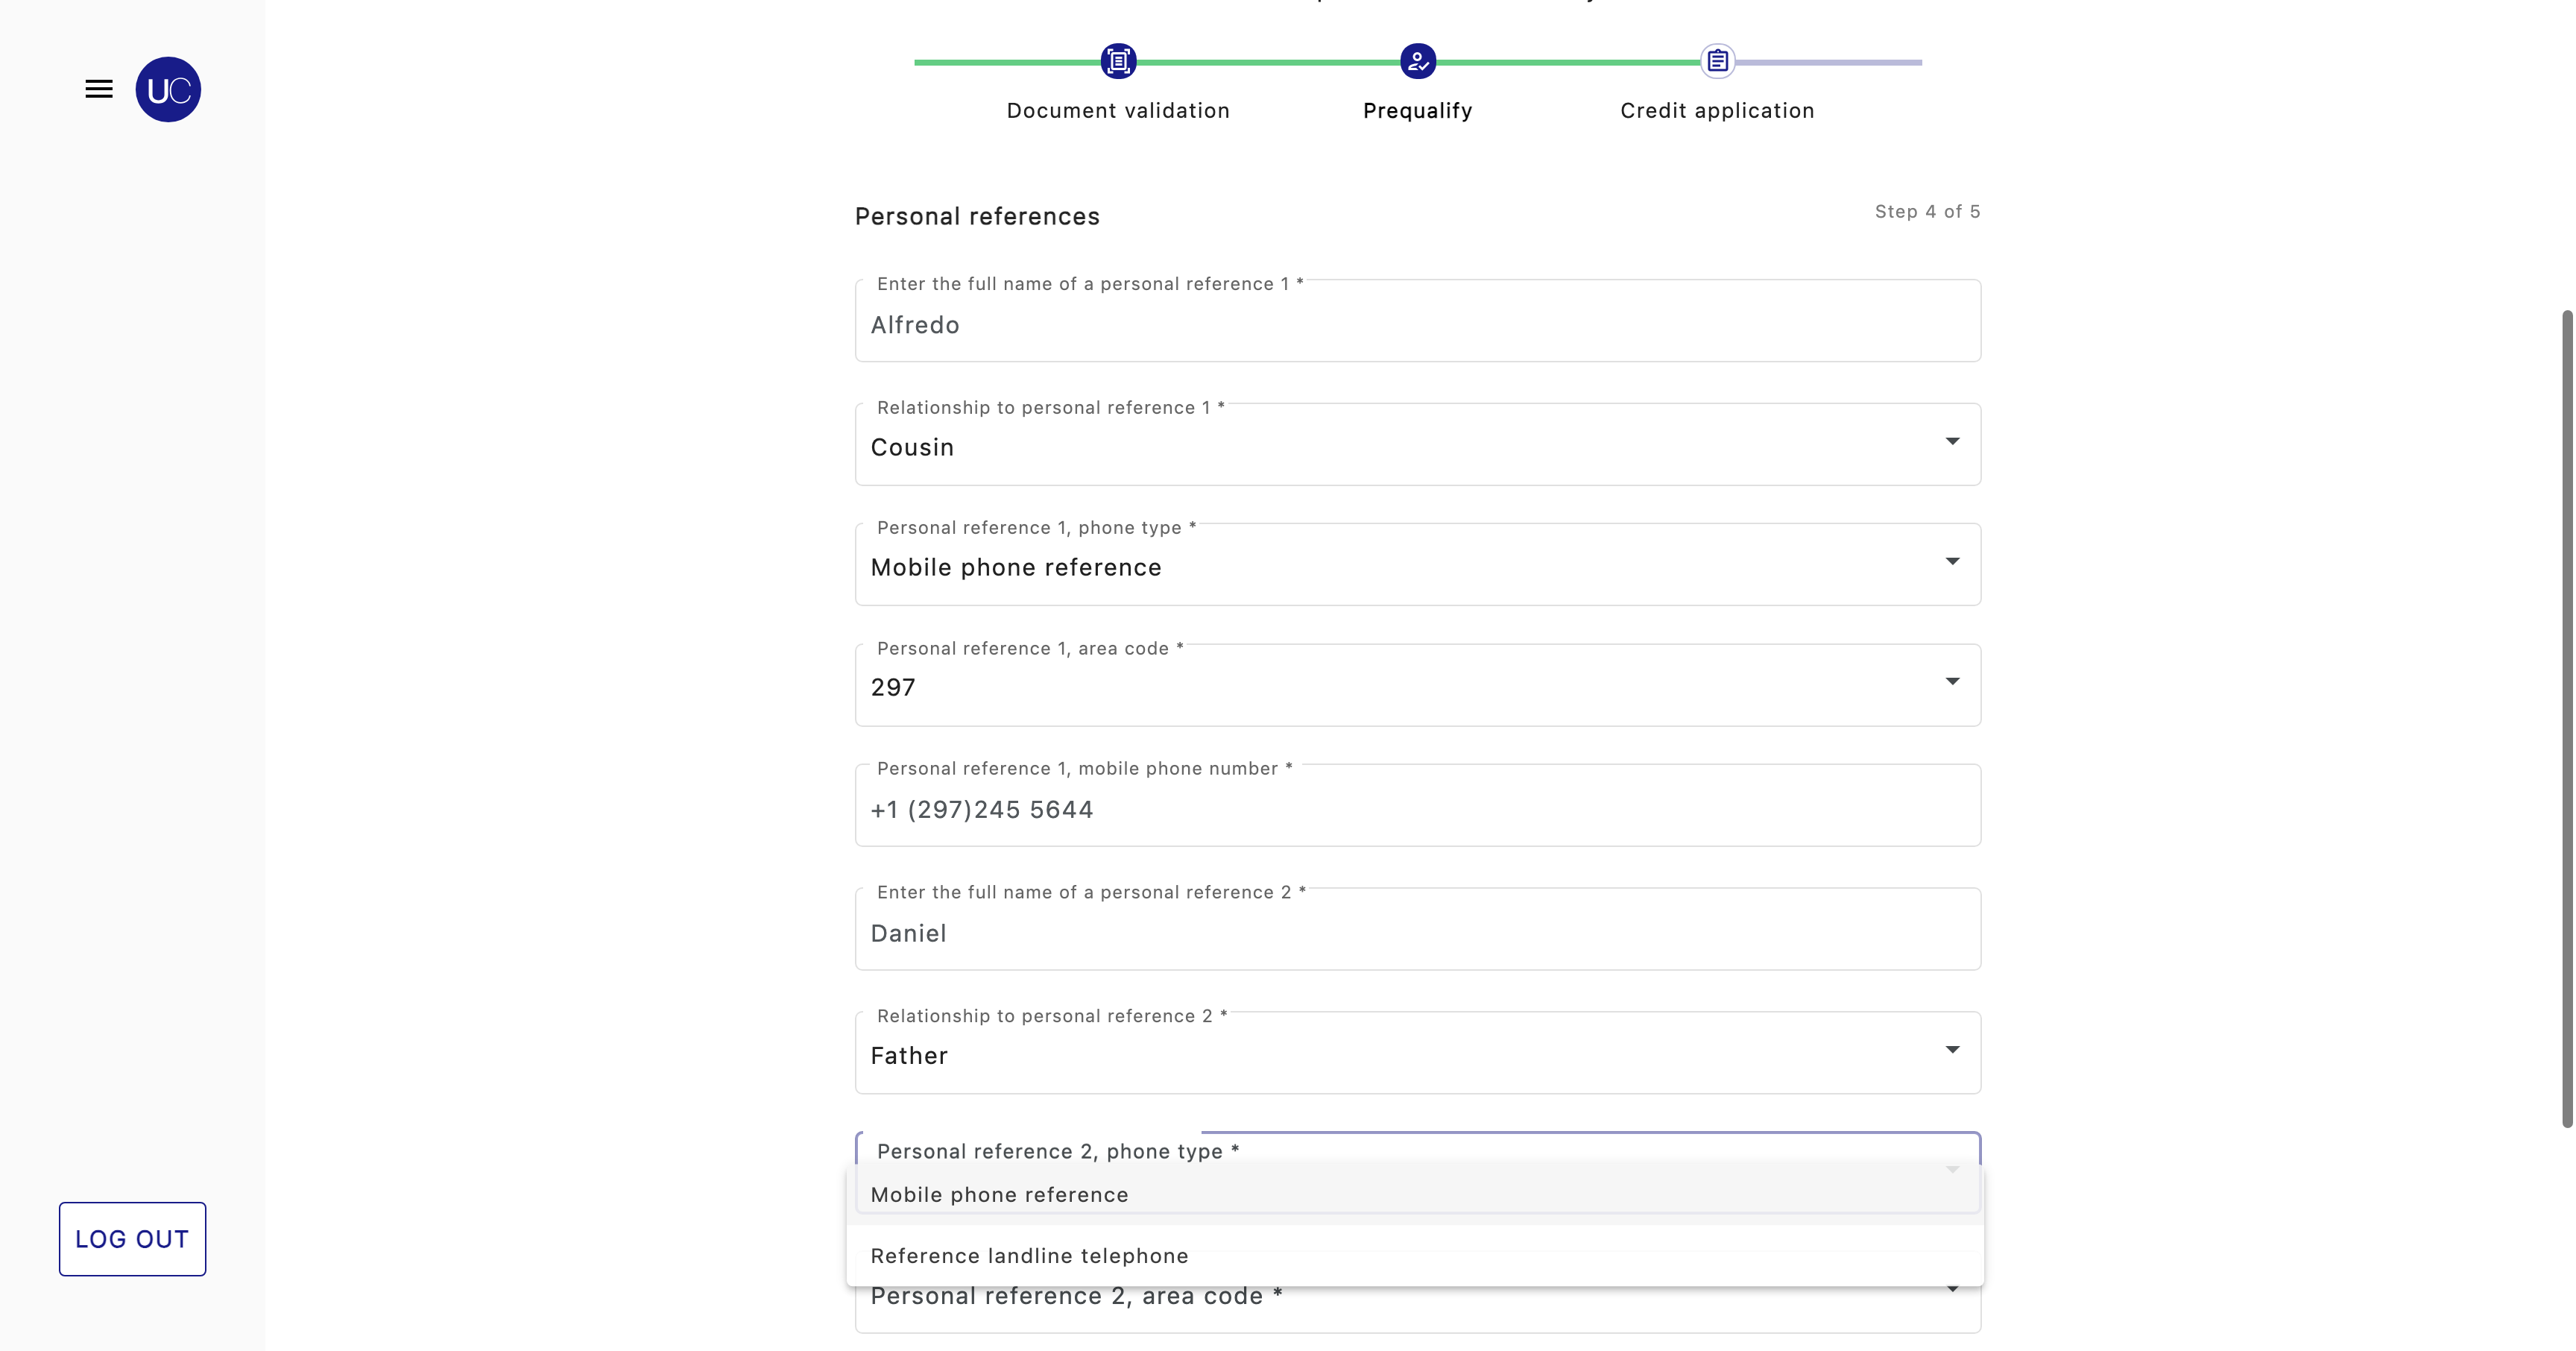 UC
Document validation
Prequalify
Credit application
Personal references
Step 4 of 5
Enter the full name of a personal reference 1 *
Alfredo
Relationship to personal reference 1 *
Cousin
Personal reference 1, phone type *
Mobile phone reference
Personal reference 1, area code *
297
Personal reference 1, mobile phone number *
+1 (297)245 5644
Enter the full name of a personal reference 2 *
Daniel
Relationship to personal reference 2 *
Father
Personal reference 2, phone type *
Mobile phone reference
Reference landline telephone
Personal reference 2, area code *
LOG OUT